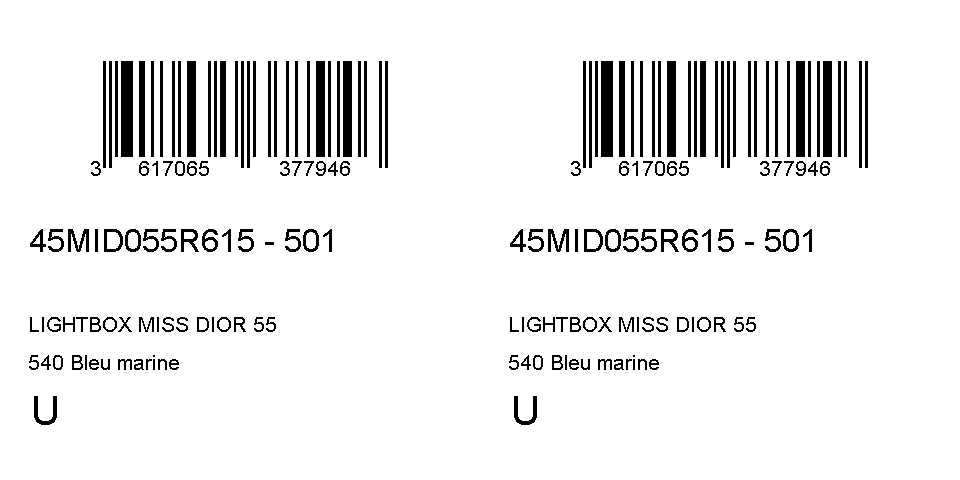 3 617065 377946 3 617065 377946
45MID055R615 - 501 45MID055R615 - 501
LIGHTBOX MISS DIOR 55 LIGHTBOX MISS DIOR 55
540 Bleu marine 540 Bleu marine
U U